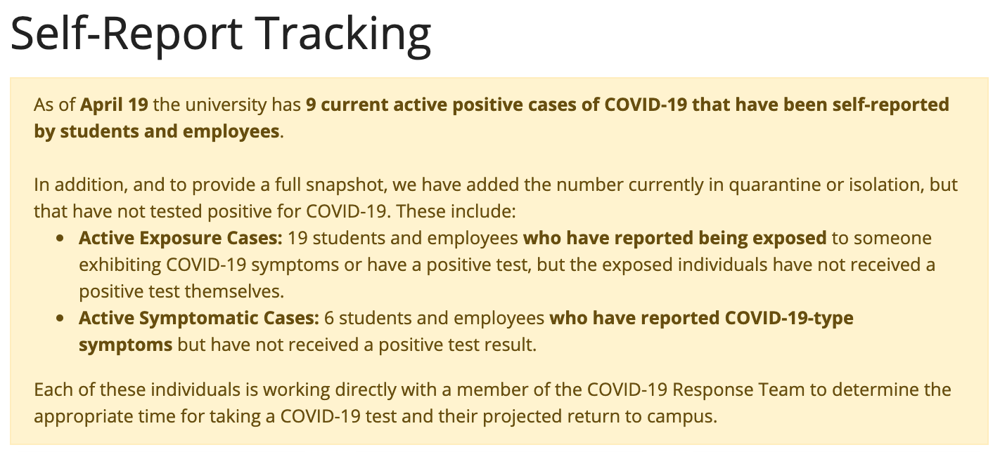 Self-Report Tracking
As of April 19 the university has 9 current active positive cases of COVID-19 that have been self-reported
by students and employees.
In addition, and to provide a full snapshot, we have added the number currently in quarantine or isolation, but
that have not tested positive for COVID-19. These include:
• Active Exposure Cases: 19 students and employees who have reported being exposed to someone
exhibiting COVID-19 symptoms or have a positive test, but the exposed individuals have not received a
positive test themselves.
• Active Symptomatic Cases: 6 students and employees who have reported COVID-19-type
symptoms but have not received a positive test result.
Each of these individuals is working directly with a member of the COVID-19 Response Team to determine the
appropriate time for taking a COVID-19 test and their projected return to campus.